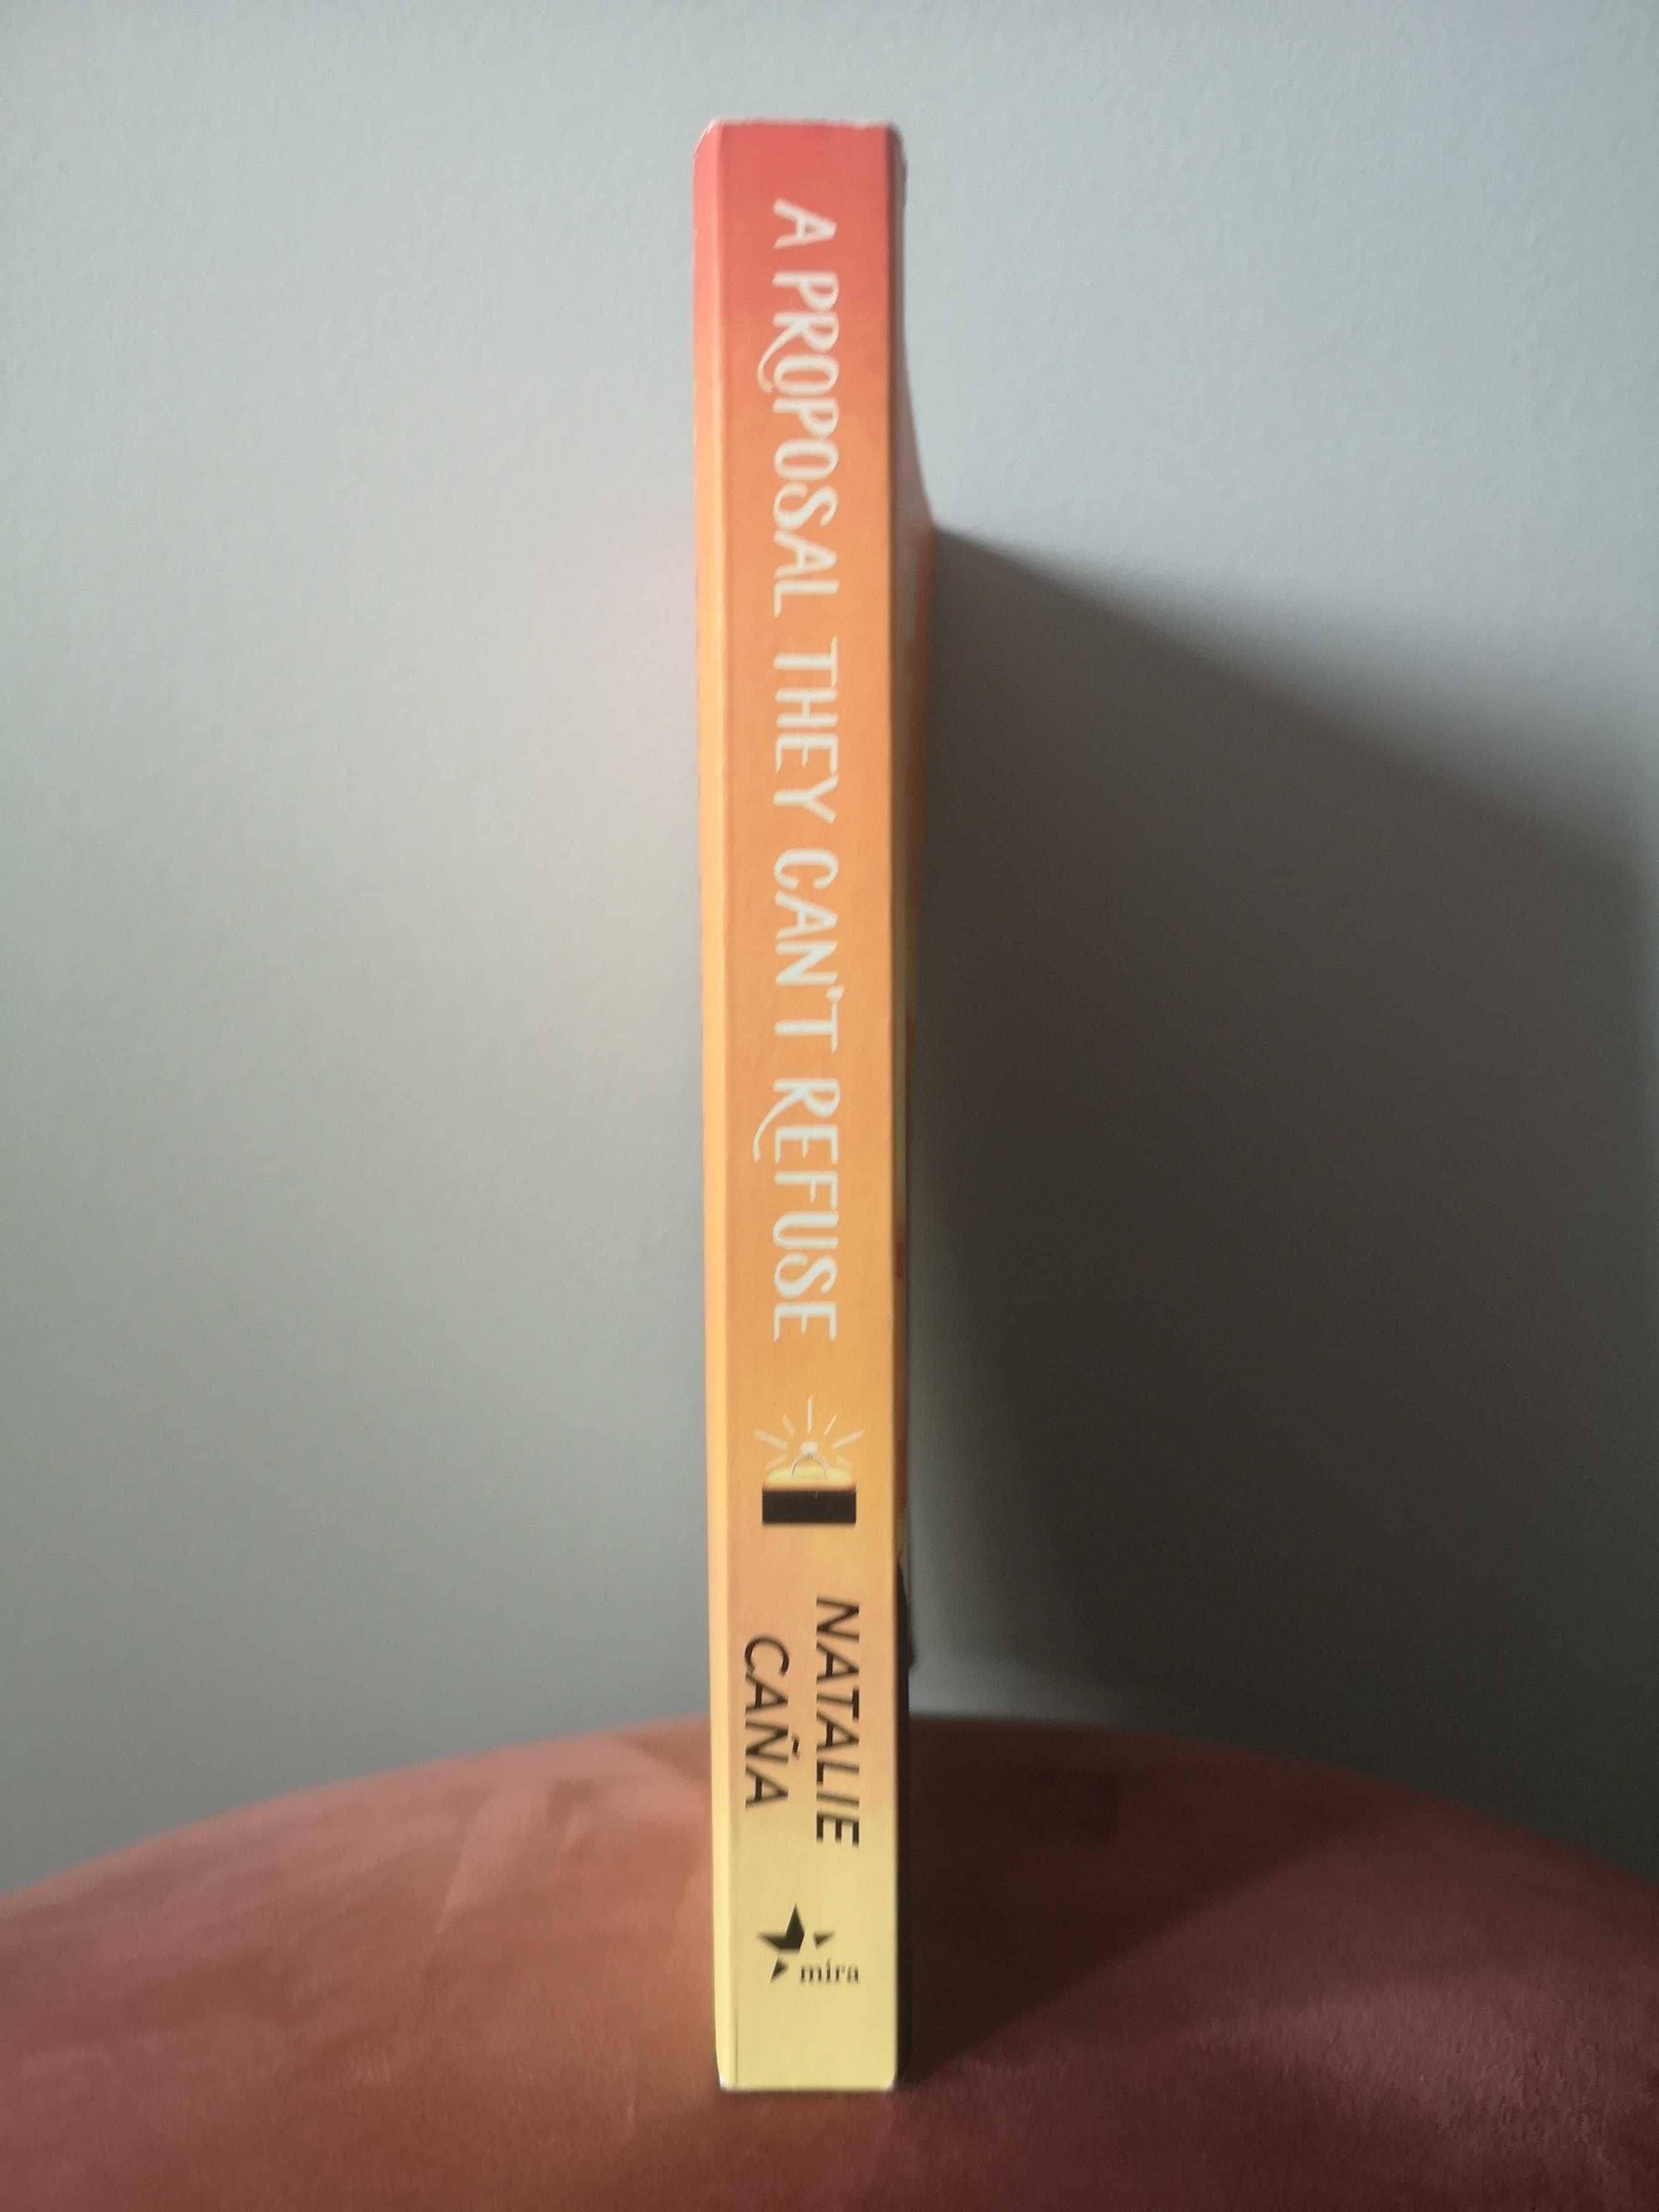 A PROPOSAL THEY CAN'T REFUSE
NATALIE
CAÑA
mira